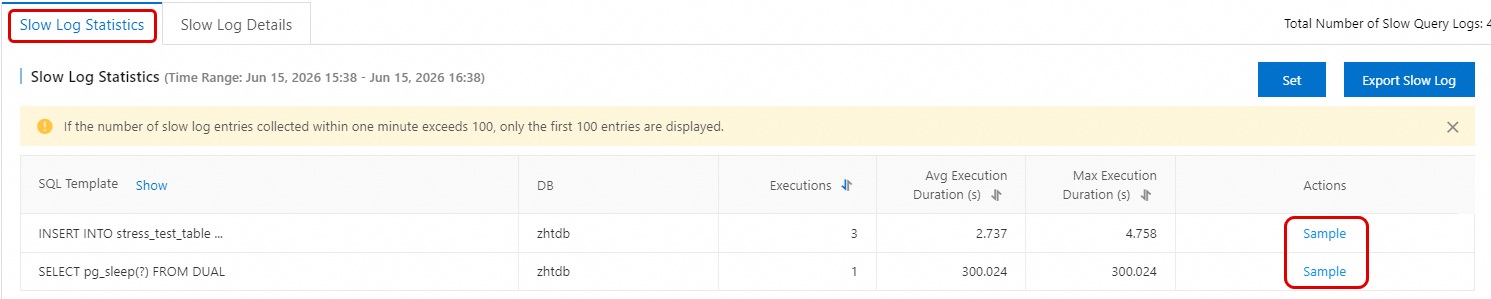 Slow Log Statistics Slow Log Details Total Number of Slow Query Logs: 4
Slow Log Statistics (Time Range: Jun 15, 2026 15:38 - Jun 15, 2026 16:38) Set Export Slow Log
If the number of slow log entries collected within one minute exceeds 100, only the first 100 entries are displayed.
SQL Template Show DB Executions Avg Execution Duration (s) Max Execution Duration (s) Actions
INSERT INTO stress_test_table ... zhtdb 3 2.737 4.758 Sample
SELECT pg_sleep(?) FROM DUAL zhtdb 1 300.024 300.024 Sample